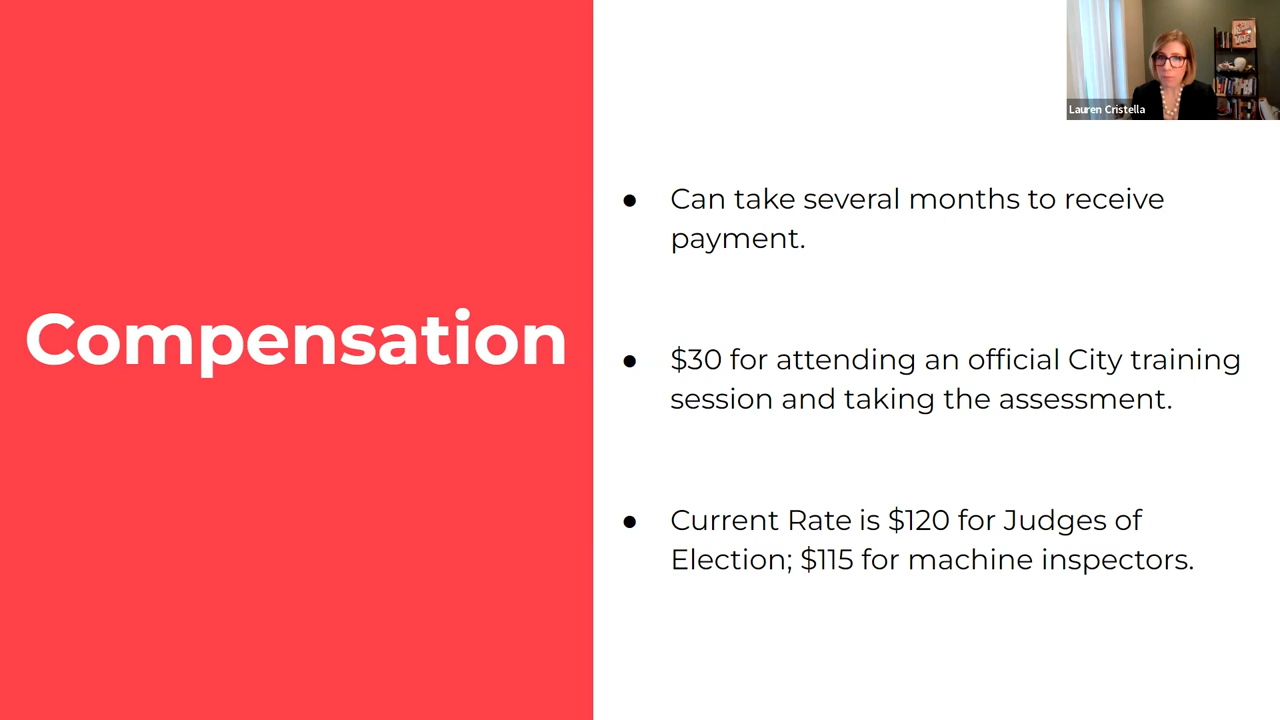 Lauren Cristella
Compensation
● Can take several months to receive
payment.
● $30 for attending an official City training
session and taking the assessment.
● Current Rate is $120 for Judges of
Election; $115 for machine inspectors.